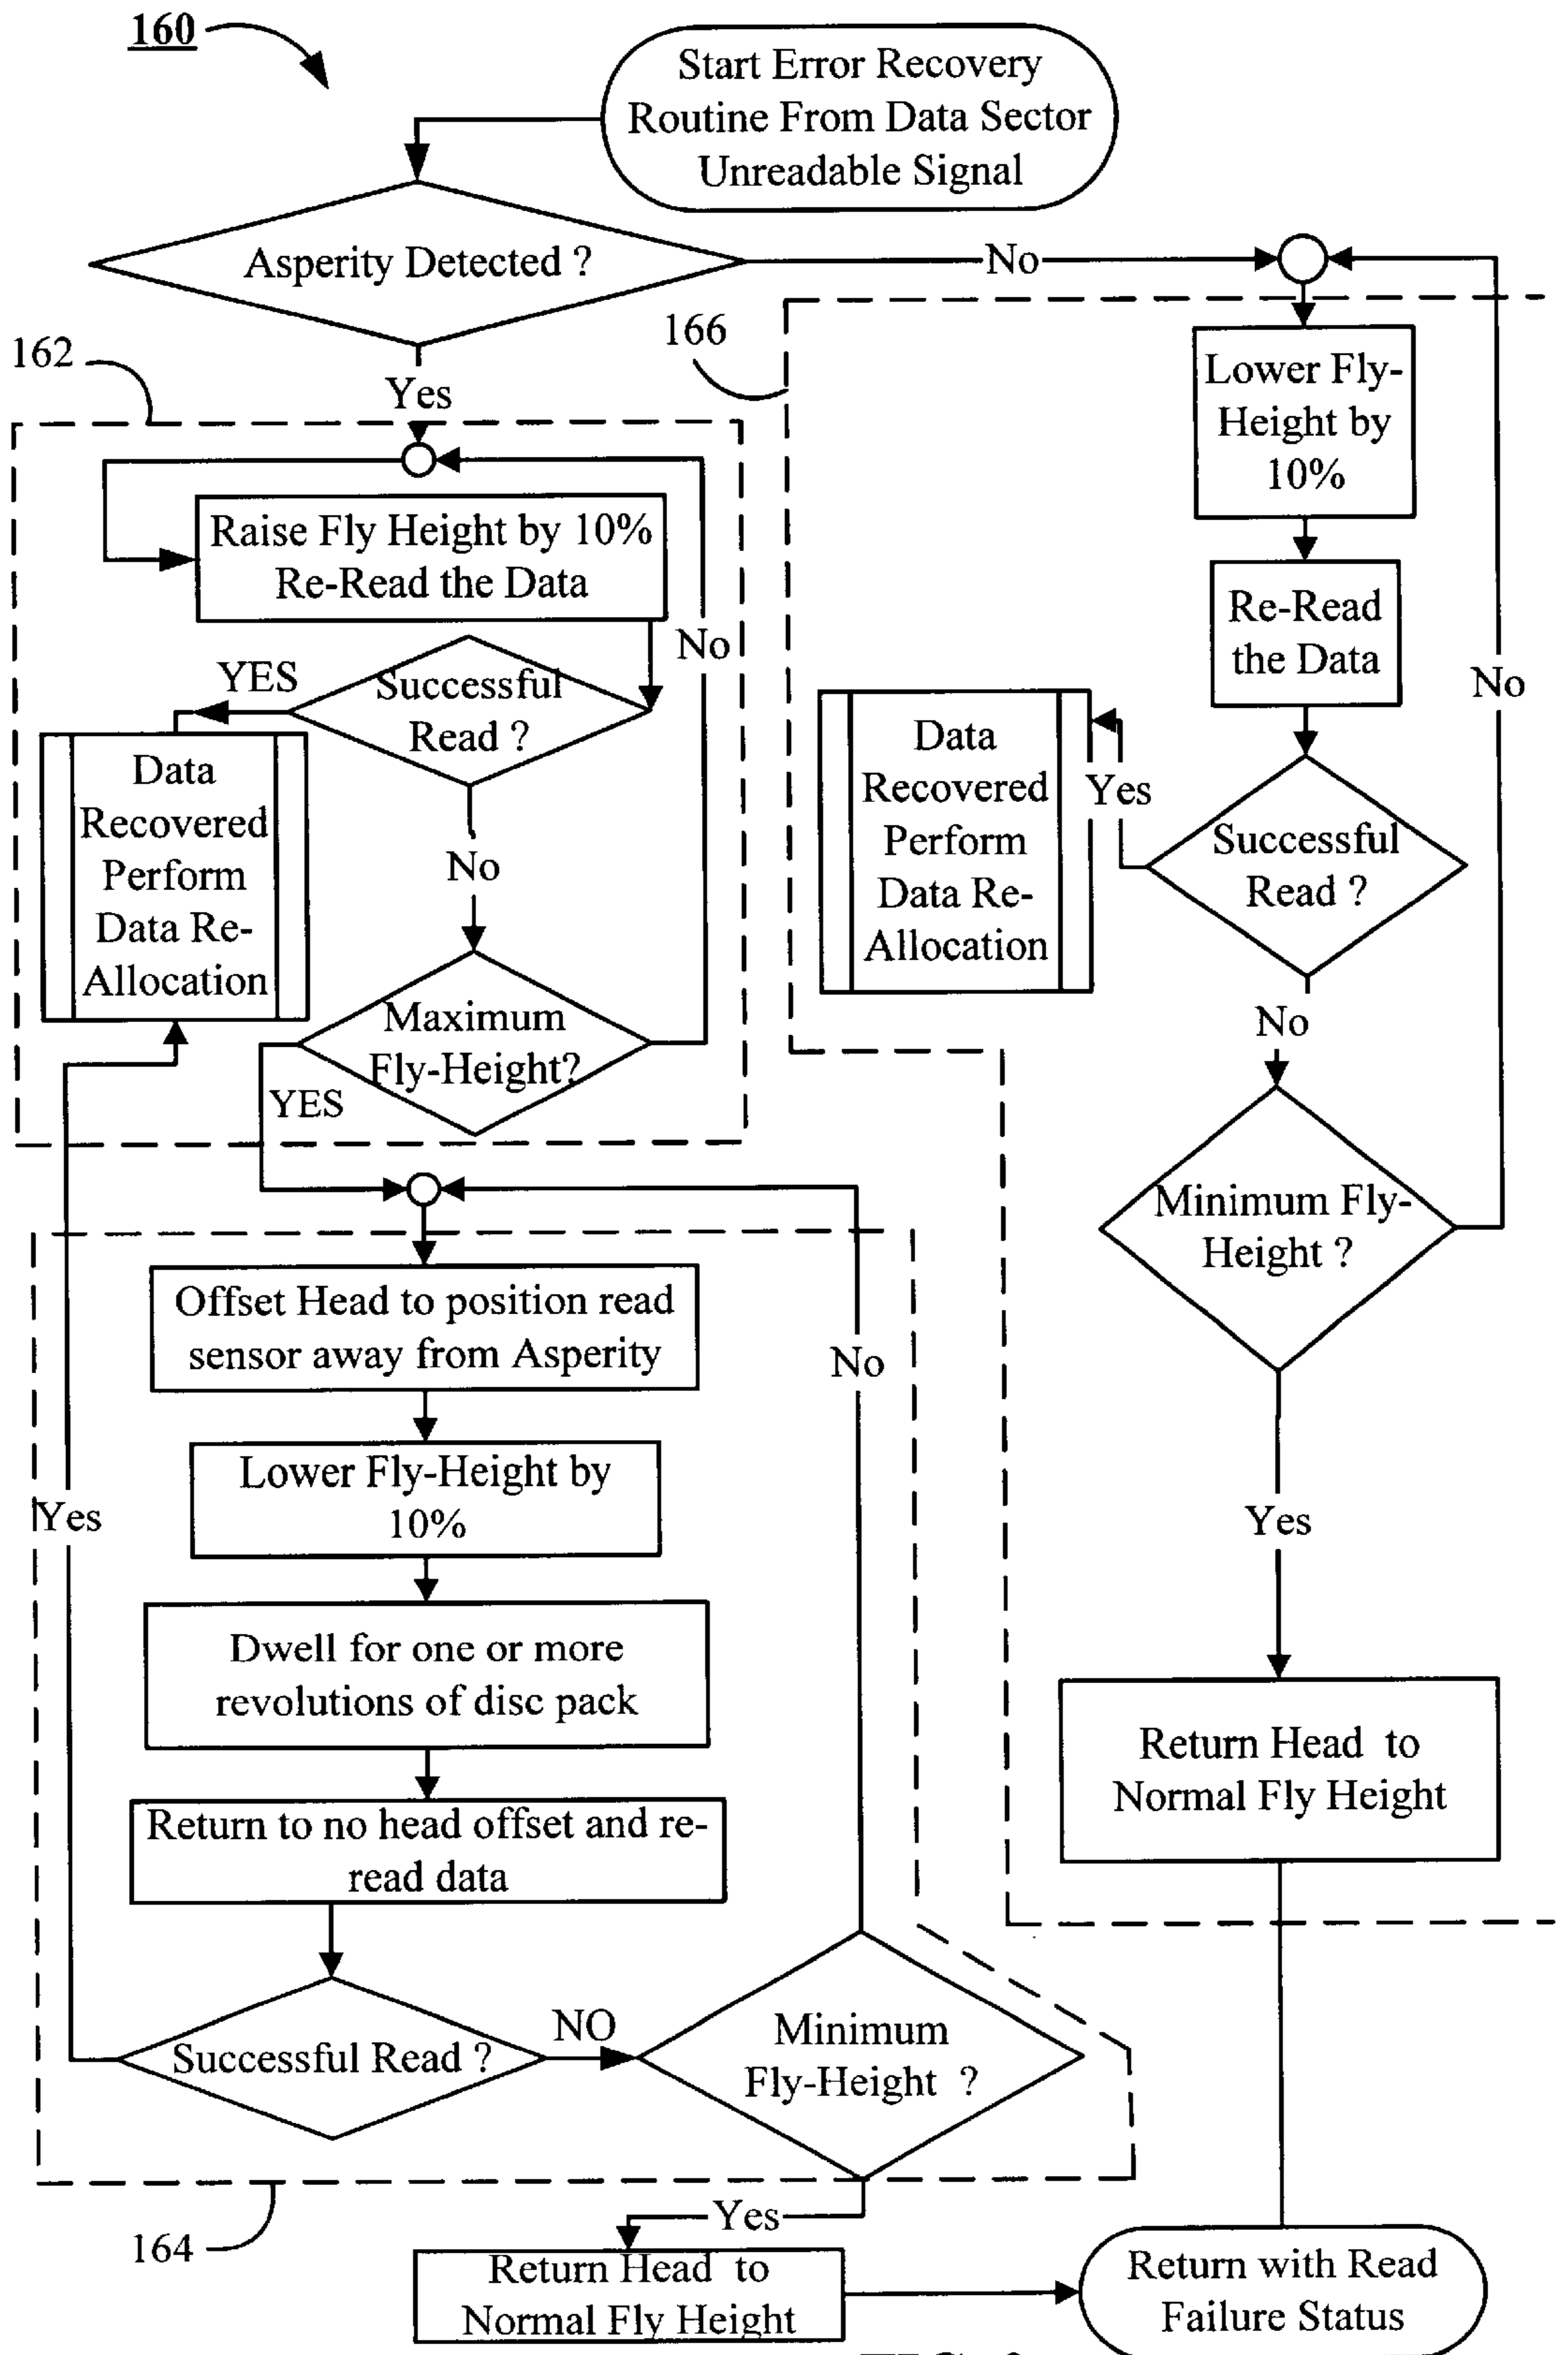 160
Start Error Recovery
Routine From Data Sector
Unreadable Signal
Asperity Detected ?
No
Yes
162
166
Raise Fly Height by 10%
Re-Read the Data
No
YES
Successful
Read ?
Data
Recovered
Perform
Data Re-
Allocation
No
Maximum
Fly-Height?
YES
Lower Fly-
Height by
10%
Re-Read
the Data
No
Data
Recovered
Perform
Data Re-
Allocation
Yes
Successful
Read ?
No
Minimum Fly-
Height ?
Yes
Return Head to
Normal Fly Height
Offset Head to position read
sensor away from Asperity
No
Lower Fly-Height by
10%
Yes
Dwell for one or more
revolutions of disc pack
Return to no head offset and re-
read data
Successful Read ?
NO
Minimum
Fly-Height ?
164
Yes
Return Head to
Normal Fly Height
Return with Read
Failure Status